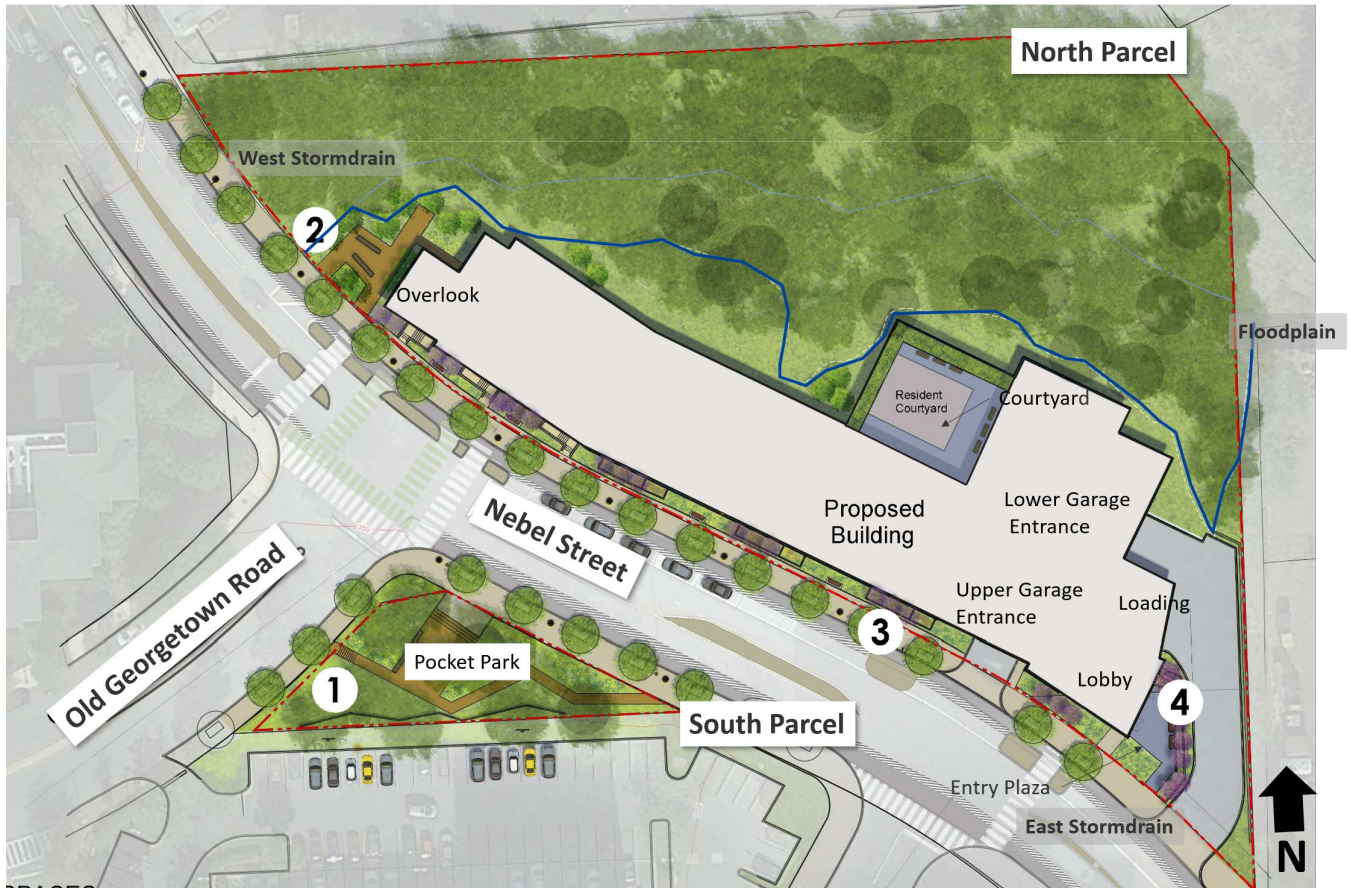 North Parcel
West Stormdrain
2
Overlook
Floodplain
Resident
Courtyard
Courtyard
Lower Garage
Entrance
Proposed
Building
Nebel Street
Upper Garage
Entrance
Loading
Old Georgetown Road
3
Pocket Park
1
Lobby
4
South Parcel
Entry Plaza
East Stormdrain
N